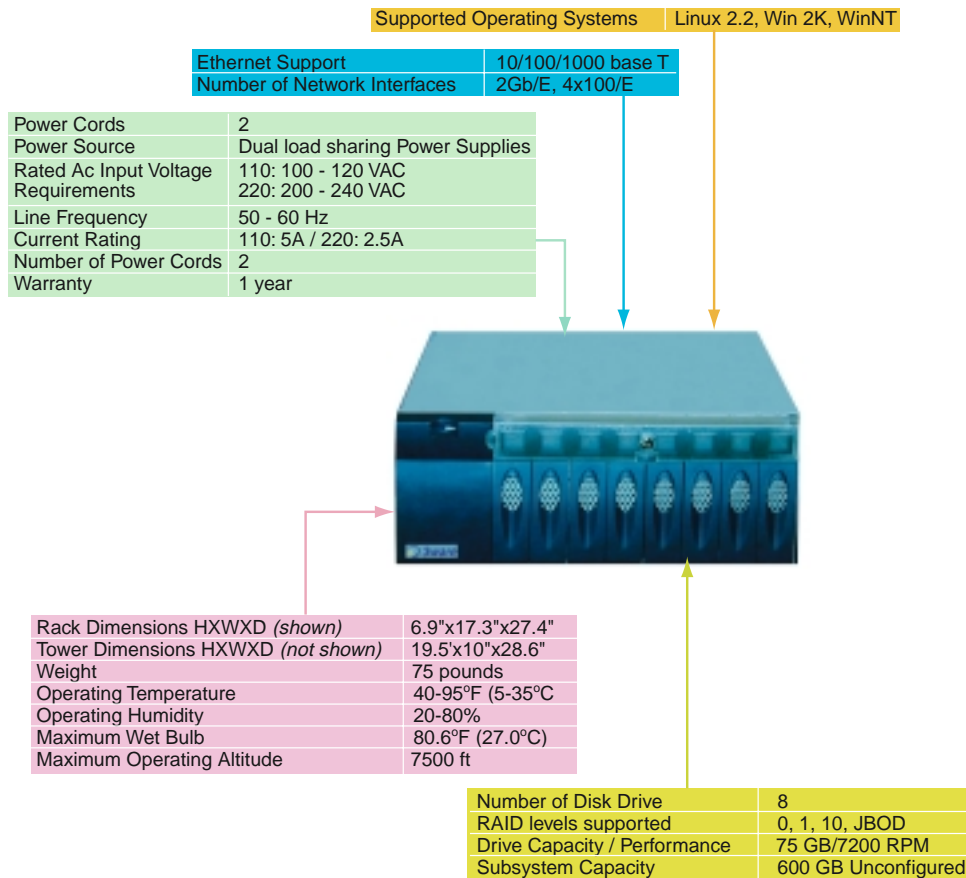 Supported Operating Systems Linux 2.2, Win 2K, WinNT
Ethernet Support 10/100/1000 base T
Number of Network Interfaces 2Gb/E, 4x100/E
Power Cords 2
Power Source Dual load sharing Power Supplies
Rated Ac Input Voltage 110: 100 - 120 VAC
Requirements 220: 200 - 240 VAC
Line Frequency 50 - 60 Hz
Current Rating 110: 5A / 220: 2.5A
Number of Power Cords 2
Warranty 1 year
3ware
Rack Dimensions HXWXD (shown) 6.9"x17.3"x27.4"
Tower Dimensions HXWXD (not shown) 19.5'x10"x28.6"
Weight 75 pounds
Operating Temperature 40-95ºF (5-35ºC
Operating Humidity 20-80%
Maximum Wet Bulb 80.6ºF (27.0ºC)
Maximum Operating Altitude 7500 ft
Number of Disk Drive 8
RAID levels supported 0, 1, 10, JBOD
Drive Capacity / Performance 75 GB/7200 RPM
Subsystem Capacity 600 GB Unconfigured